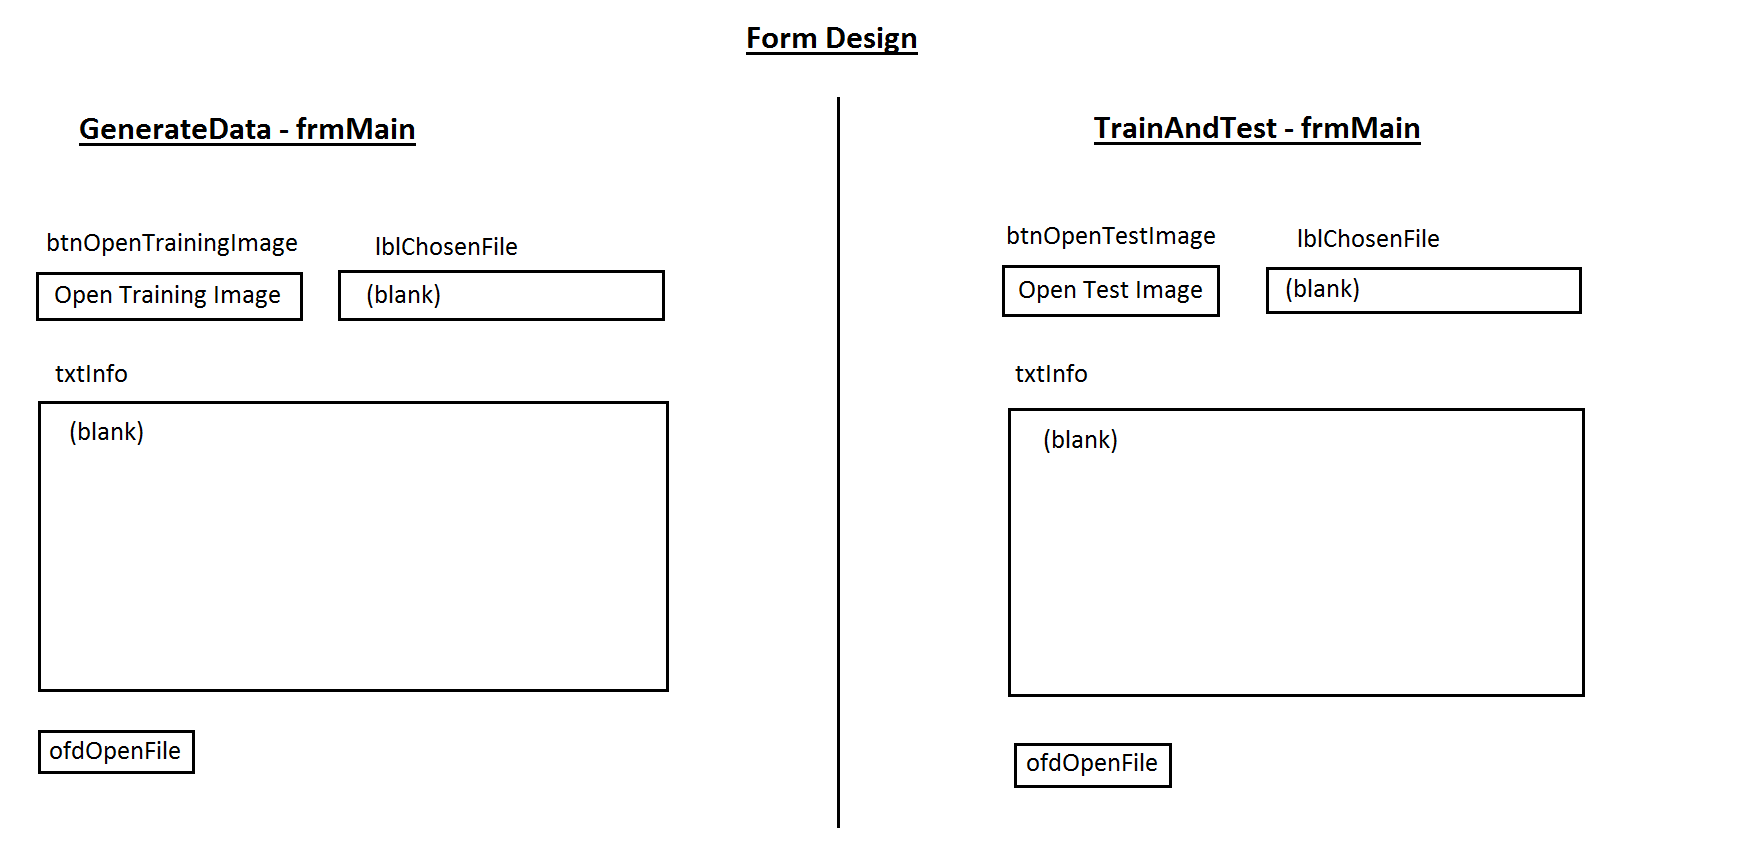 Form Design
GenerateData - frmMain
btnOpenTrainingImage
lblChosenFile
Open Training Image
(blank)
txtInfo
(blank)
ofdOpenFile
TrainAndTest - frmMain
btnOpenTestImage
lblChosenFile
Open Test Image
(blank)
txtInfo
(blank)
ofdOpenFile